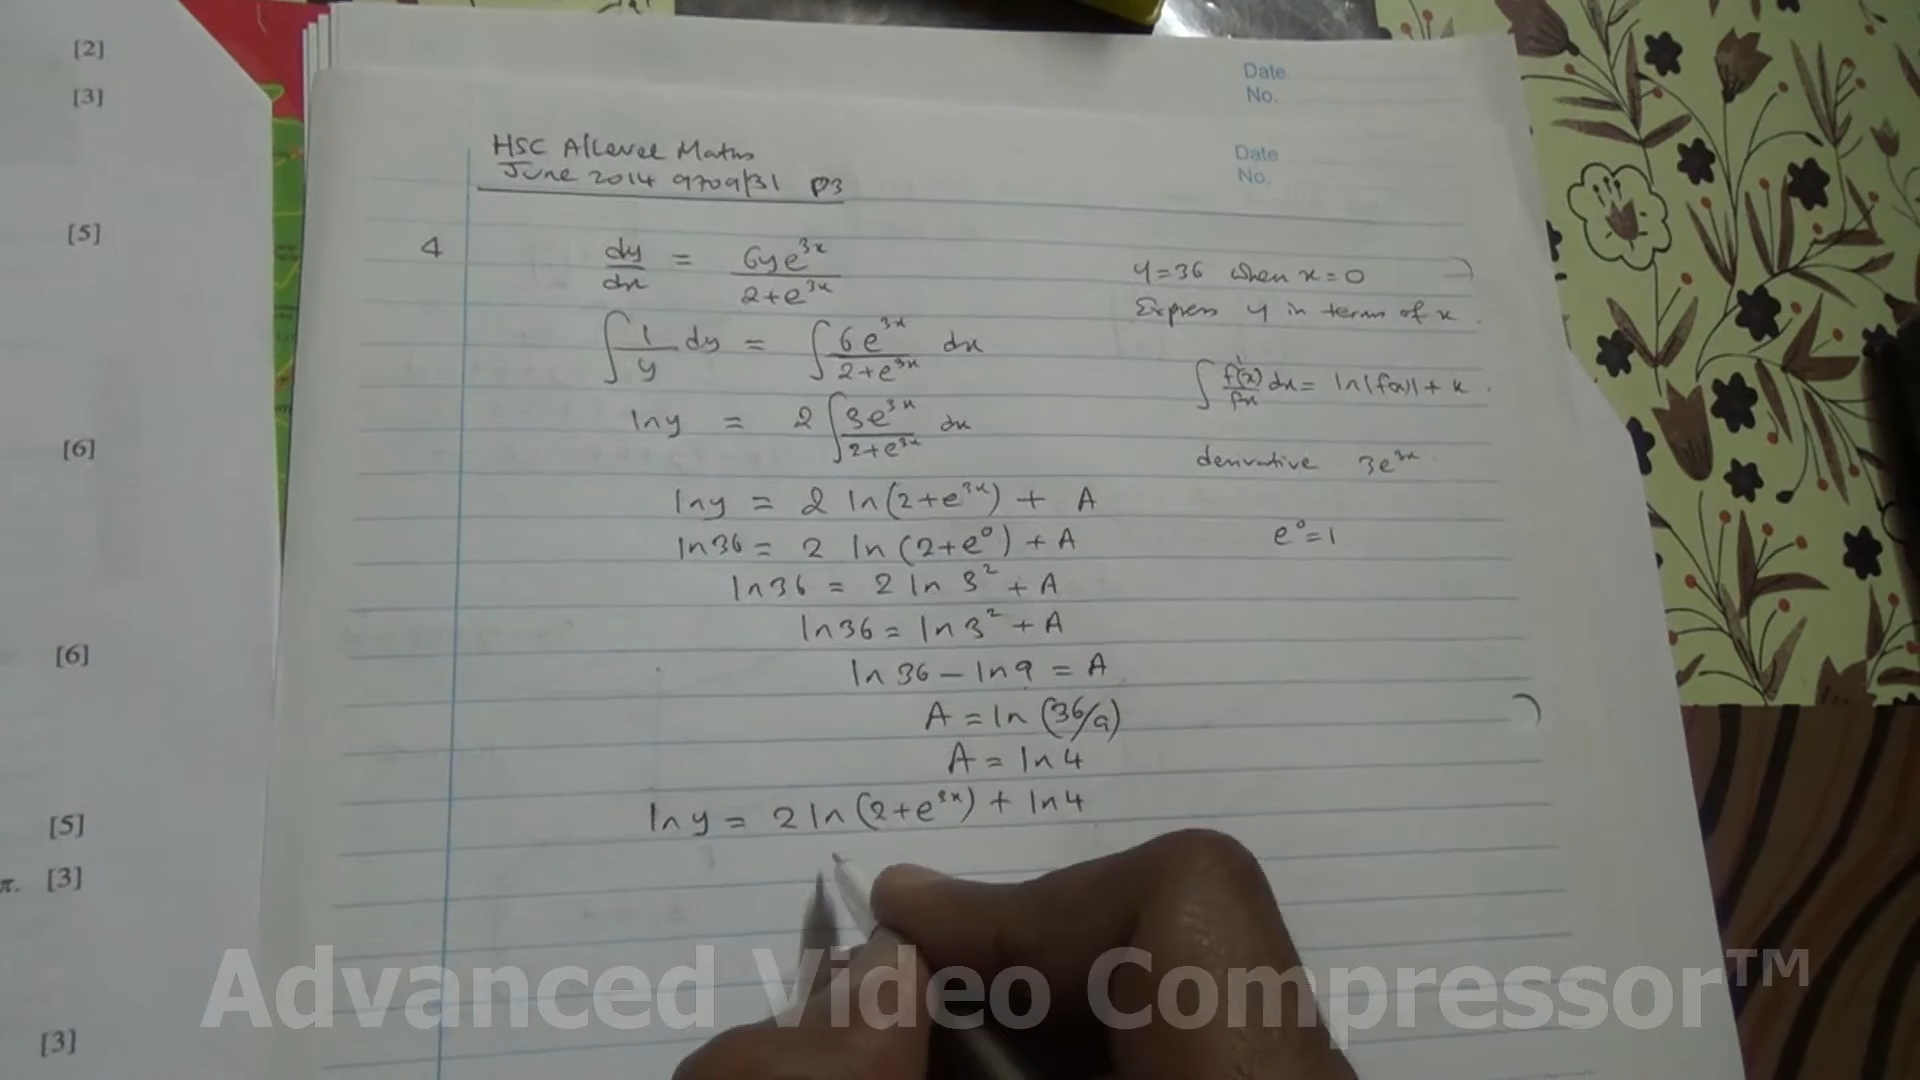 [2]
[3]
[5]
[6]
[6]
[5]
π. [3]
[3]
Date
No.
Date
No.
HSC A/Level Maths
June 2014 9709/31 P3
4 dy/dx = 6ye^3x / 2+e^3x
y=36 when x=0
Express y in terms of x.
∫ 1/y dy = ∫ 6e^3x / 2+e^3x dx
∫ f'(x)/fx dx = ln|f(x)| + k.
ln y = 2 ∫ 3e^3x / 2+e^3x dx
derivative 3e^3x.
ln y = 2 ln(2+e^3x) + A
ln 36 = 2 ln (2+e^0) + A
e^0=1
ln 36 = 2 ln 3^2 + A
ln 36 = ln 3^2 + A
ln 36 − ln 9 = A
A = ln (36/9)
A = ln 4
ln y = 2 ln (2+e^3x) + ln 4
Advanced Video Compressor™